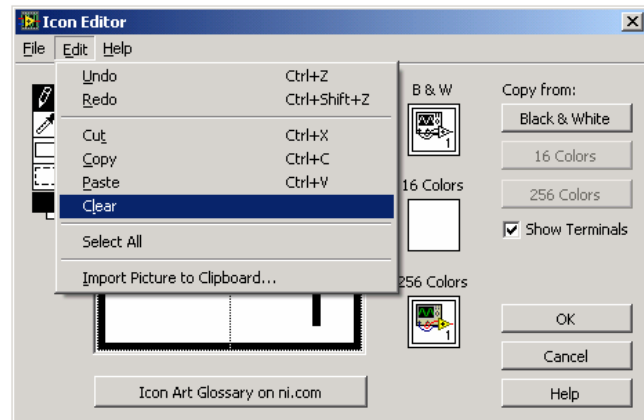 Icon Editor
File Edit Help
Undo Ctrl+Z
Redo Ctrl+Shift+Z
Cut Ctrl+X
Copy Ctrl+C
Paste Ctrl+V
Clear
Select All
Import Picture to Clipboard...
B & W
1
16 Colors
256 Colors
1
Copy from:
Black & White
16 Colors
256 Colors
Show Terminals
OK
Cancel
Help
Icon Art Glossary on ni.com